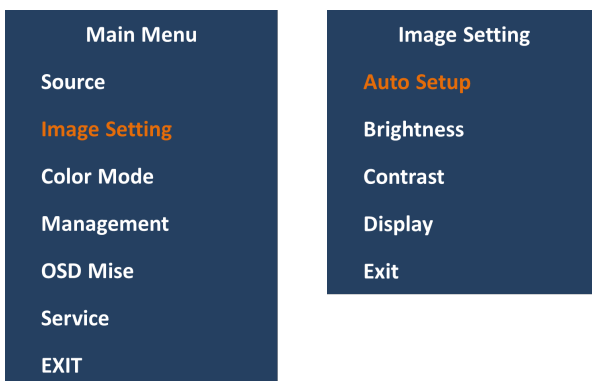 Main Menu
Source
Image Setting
Color Mode
Management
OSD Mise
Service
EXIT
Image Setting
Auto Setup
Brightness
Contrast
Display
Exit